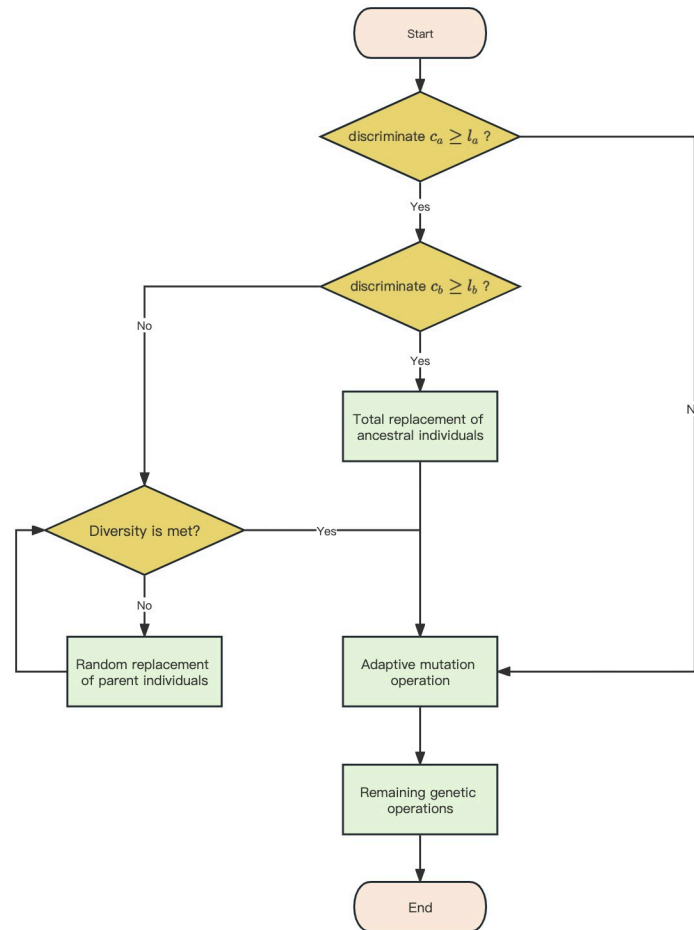 Start
discriminate $c_a \geq l_a$ ?
Yes
discriminate $c_b \geq l_b$ ?
No
Yes
Total replacement of
ancestral individuals
N
Diversity is met?
Yes
No
Random replacement
of parent individuals
Adaptive mutation
operation
Remaining genetic
operations
End